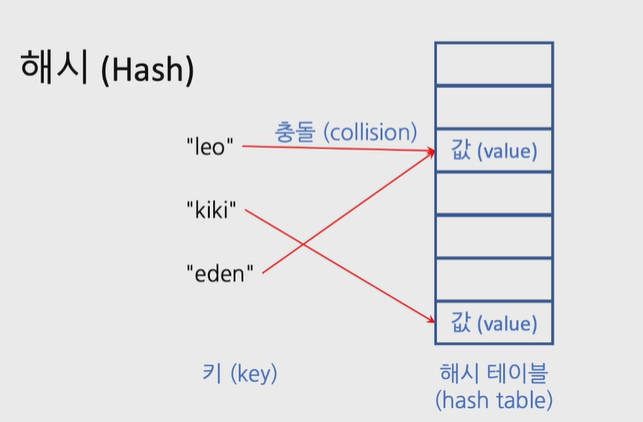 해시 (Hash)
충돌 (collision)
"leo"
값 (value)
"kiki"
"eden"
값 (value)
키 (key)
해시 테이블
(hash table)